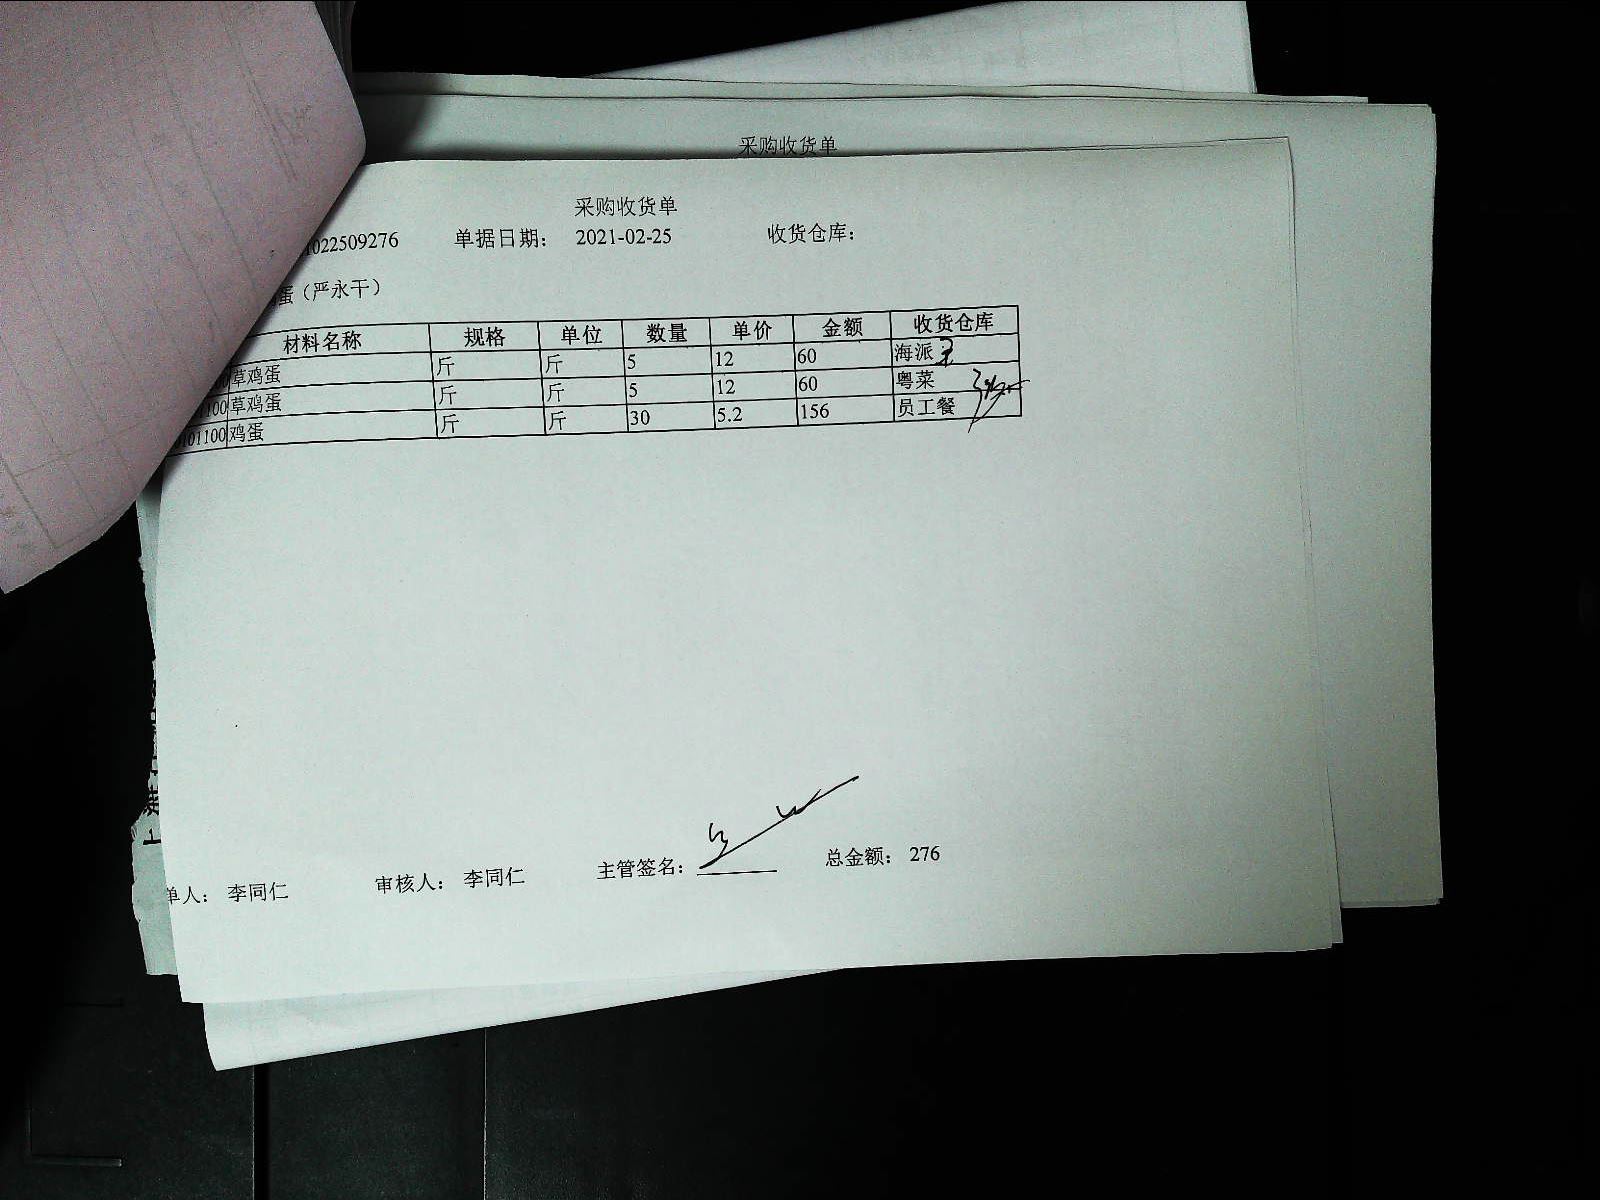 采购收货单
采购收货单
1022509276 单据日期： 2021-02-25 收货仓库：
蛋（严永干）
材料名称 规格 单位 数量 单价 金额 收货仓库
草鸡蛋 斤 斤 5 12 60 海派
1100 草鸡蛋 斤 斤 5 12 60 粤菜
0101100 鸡蛋 斤 斤 30 5.2 156 员工餐
单人： 李同仁 审核人： 李同仁 主管签名： 总金额： 276